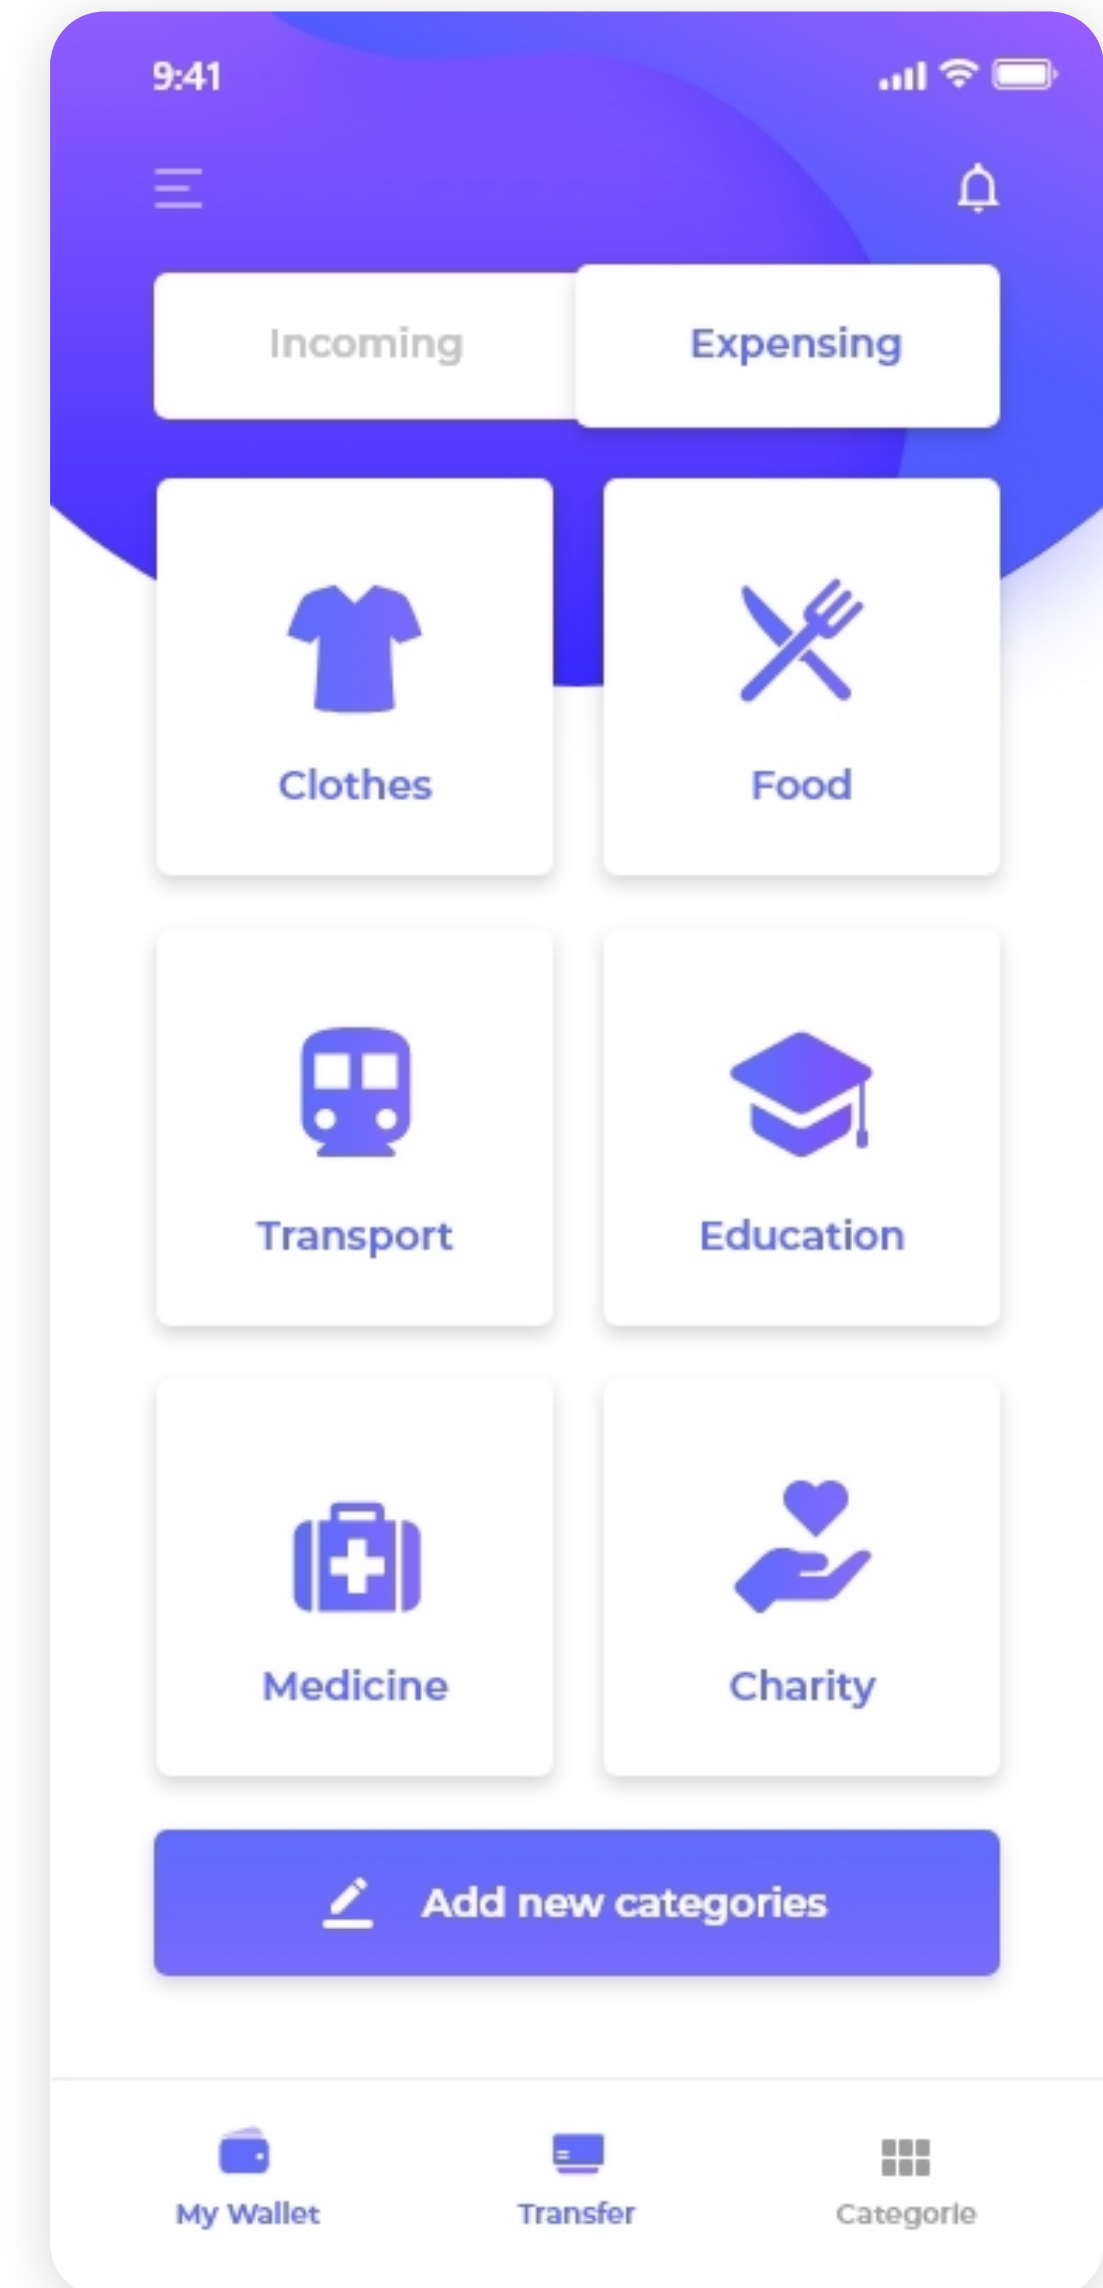 9:41
Incoming Expensing
Clothes Food
Transport Education
Medicine Charity
Add new categories
My Wallet Transfer Categorie